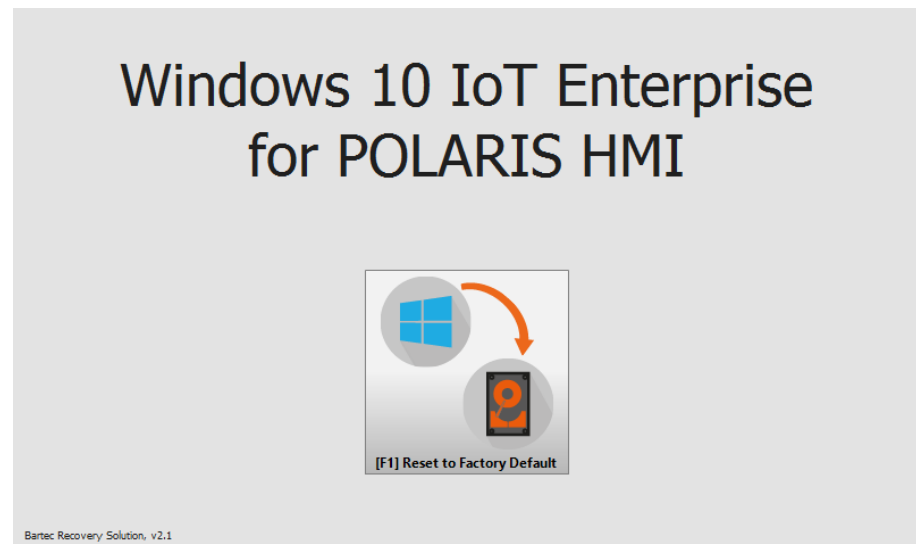 Windows 10 IoT Enterprise
for POLARIS HMI
[F1] Reset to Factory Default
Bartec Recovery Solution, v2.1